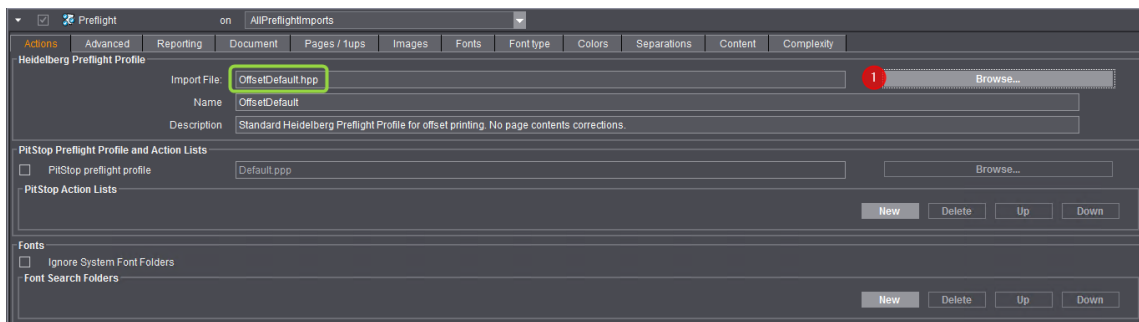 Preflight on AllPreflightImports
Actions Advanced Reporting Document Pages / 1ups Images Fonts Font type Colors Separations Content Complexity
Heidelberg Preflight Profile
Import File: OffsetDefault.hpp 1 Browse...
Name OffsetDefault
Description Standard Heidelberg Preflight Profile for offset printing. No page contents corrections.
PitStop Preflight Profile and Action Lists
PitStop preflight profile Default.ppp Browse...
PitStop Action Lists
New Delete Up Down
Fonts
Ignore System Font Folders
Font Search Folders
New Delete Up Down